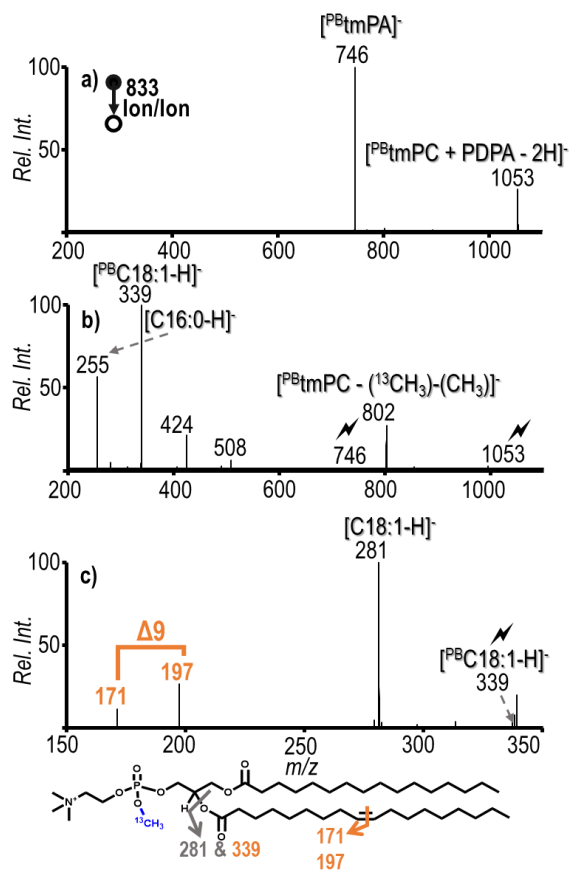 [ᴾᴮtmPA]⁻
746
100
a)
833
Ion/Ion
[ᴾᴮtmPC + PDPA - 2H]⁻
1053
50
Rel. Int.
200 400 600 800 1000
[ᴾᴮC18:1-H]⁻
339
100
b)
[C16:0-H]⁻
255
[ᴾᴮtmPC - (¹³CH₃)-(CH₃)]⁻
802
50
424
508
746
1053
Rel. Int.
200 400 600 800 1000
[C18:1-H]⁻
281
100
c)
Δ9
50
197
171
[ᴾᴮC18:1-H]⁻
339
Rel. Int.
150 200 250 300 350
m/z
O
O
O
P
O
O
N⁺
O
H
O
¹³CH₃
O
281 & 339
171
197